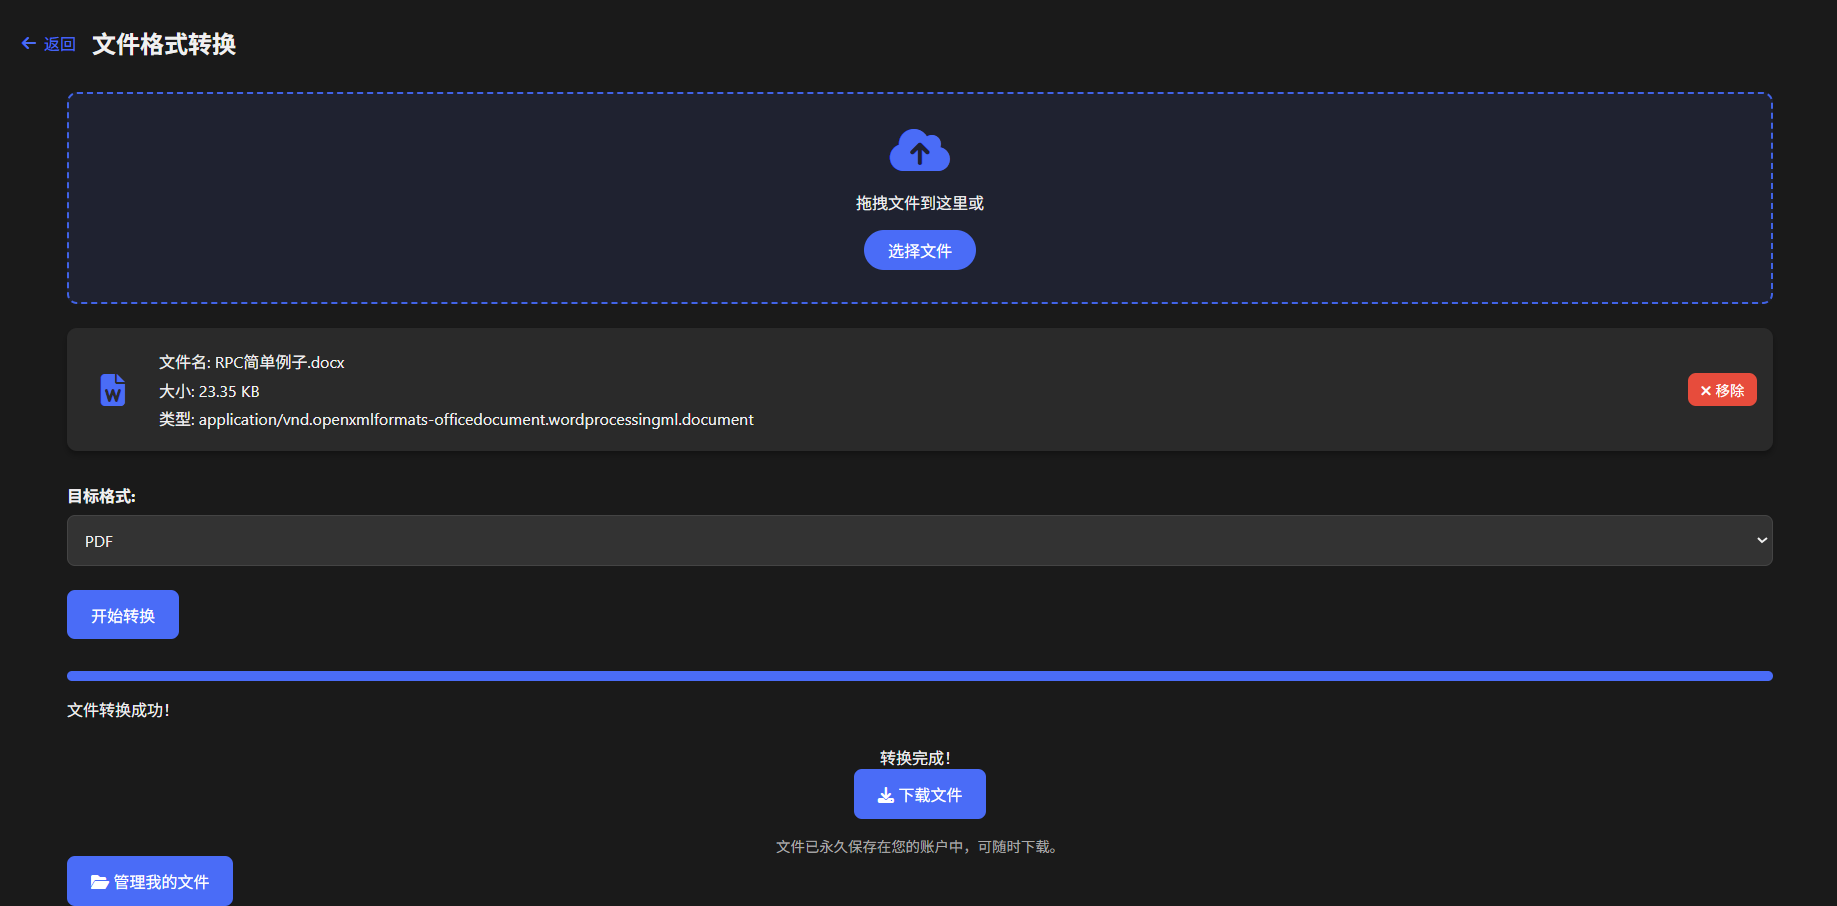 返回 文件格式转换
拖拽文件到这里或
选择文件
文件名: RPC简单例子.docx
大小: 23.35 KB
类型: application/vnd.openxmlformats-officedocument.wordprocessingml.document
移除
目标格式:
PDF
开始转换
文件转换成功！
转换完成！
下载文件
文件已永久保存在您的账户中，可随时下载。
管理我的文件